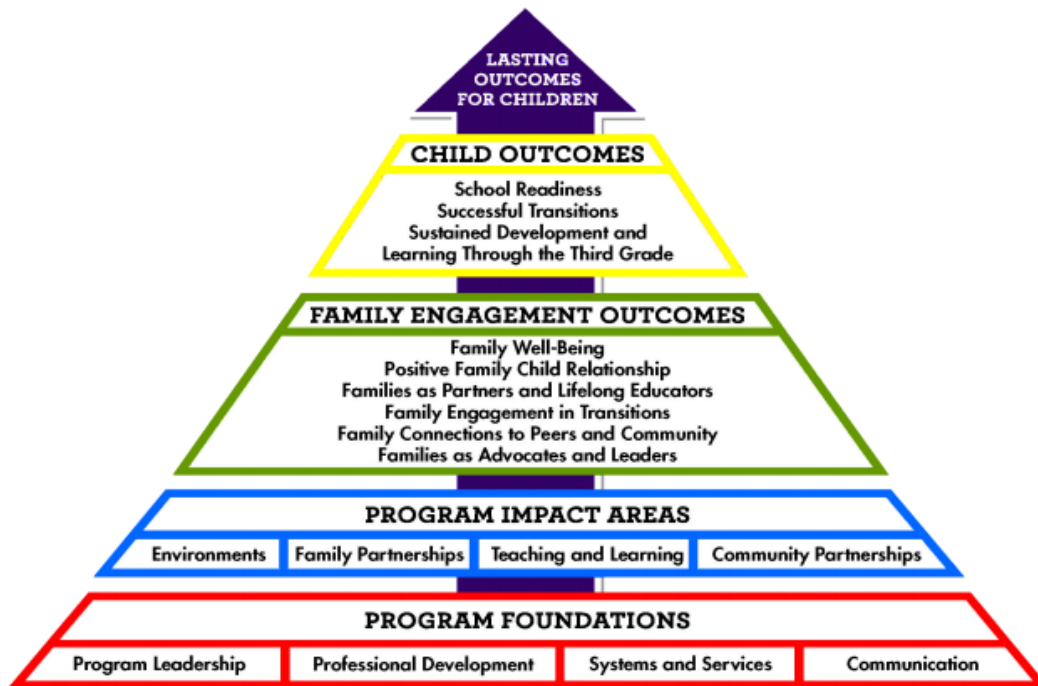 LASTING
OUTCOMES
FOR CHILDREN
CHILD OUTCOMES
School Readiness
Successful Transitions
Sustained Development and
Learning Through the Third Grade
FAMILY ENGAGEMENT OUTCOMES
Family Well-Being
Positive Family Child Relationship
Families as Partners and Lifelong Educators
Family Engagement in Transitions
Family Connections to Peers and Community
Families as Advocates and Leaders
PROGRAM IMPACT AREAS
Environments Family Partnerships Teaching and Learning Community Partnerships
PROGRAM FOUNDATIONS
Program Leadership Professional Development Systems and Services Communication